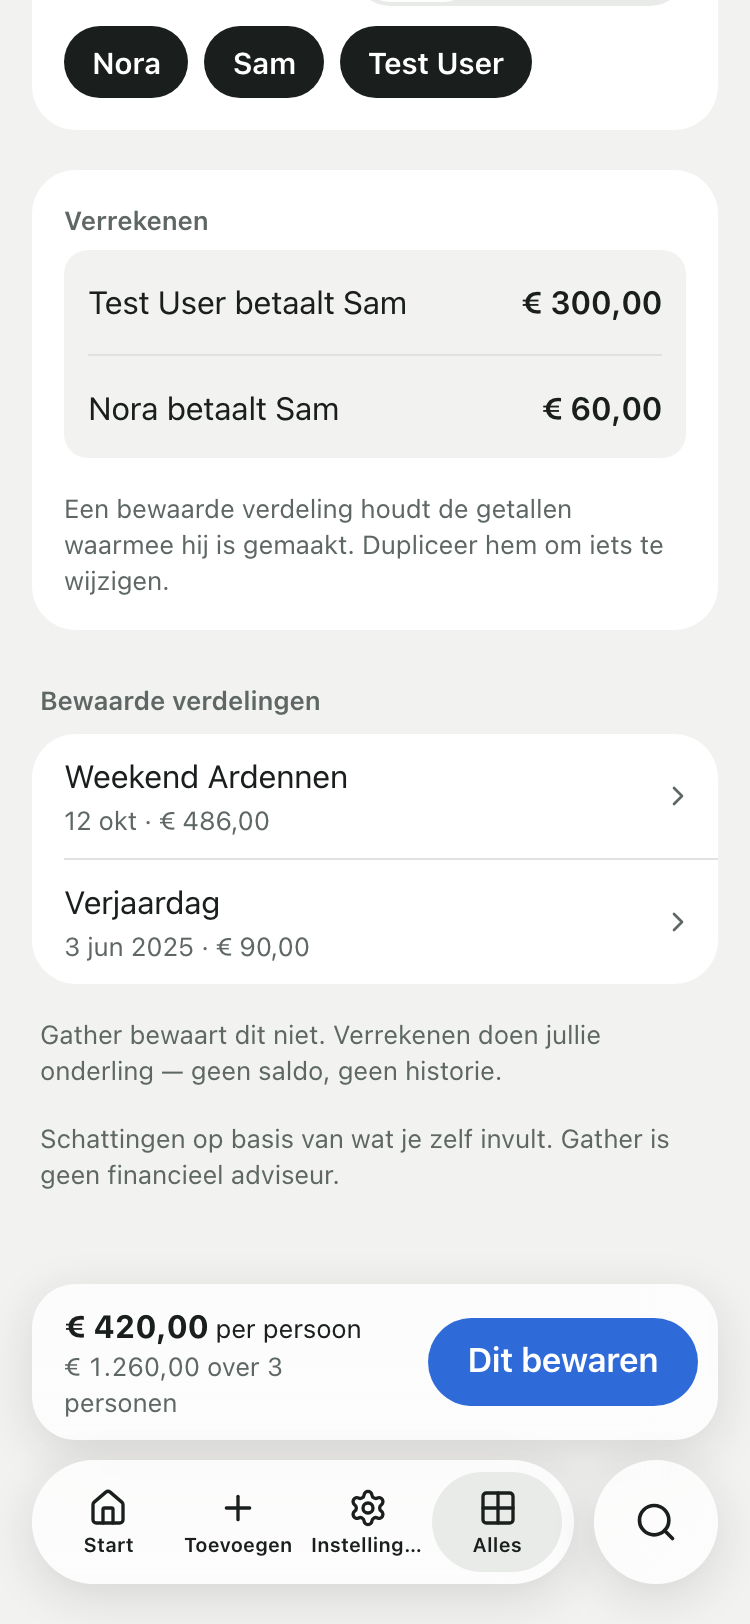 Nora Sam Test User
Verrekenen
Test User betaalt Sam € 300,00
Nora betaalt Sam € 60,00
Een bewaarde verdeling houdt de getallen
waarmee hij is gemaakt. Dupliceer hem om iets te
wijzigen.
Bewaarde verdelingen
Weekend Ardennen
12 okt · € 486,00
Verjaardag
3 jun 2025 · € 90,00
Gather bewaart dit niet. Verrekenen doen jullie
onderling — geen saldo, geen historie.
Schattingen op basis van wat je zelf invult. Gather is
geen financieel adviseur.
€ 420,00 per persoon
€ 1.260,00 over 3
personen
Dit bewaren
Start Toevoegen Instelling... Alles